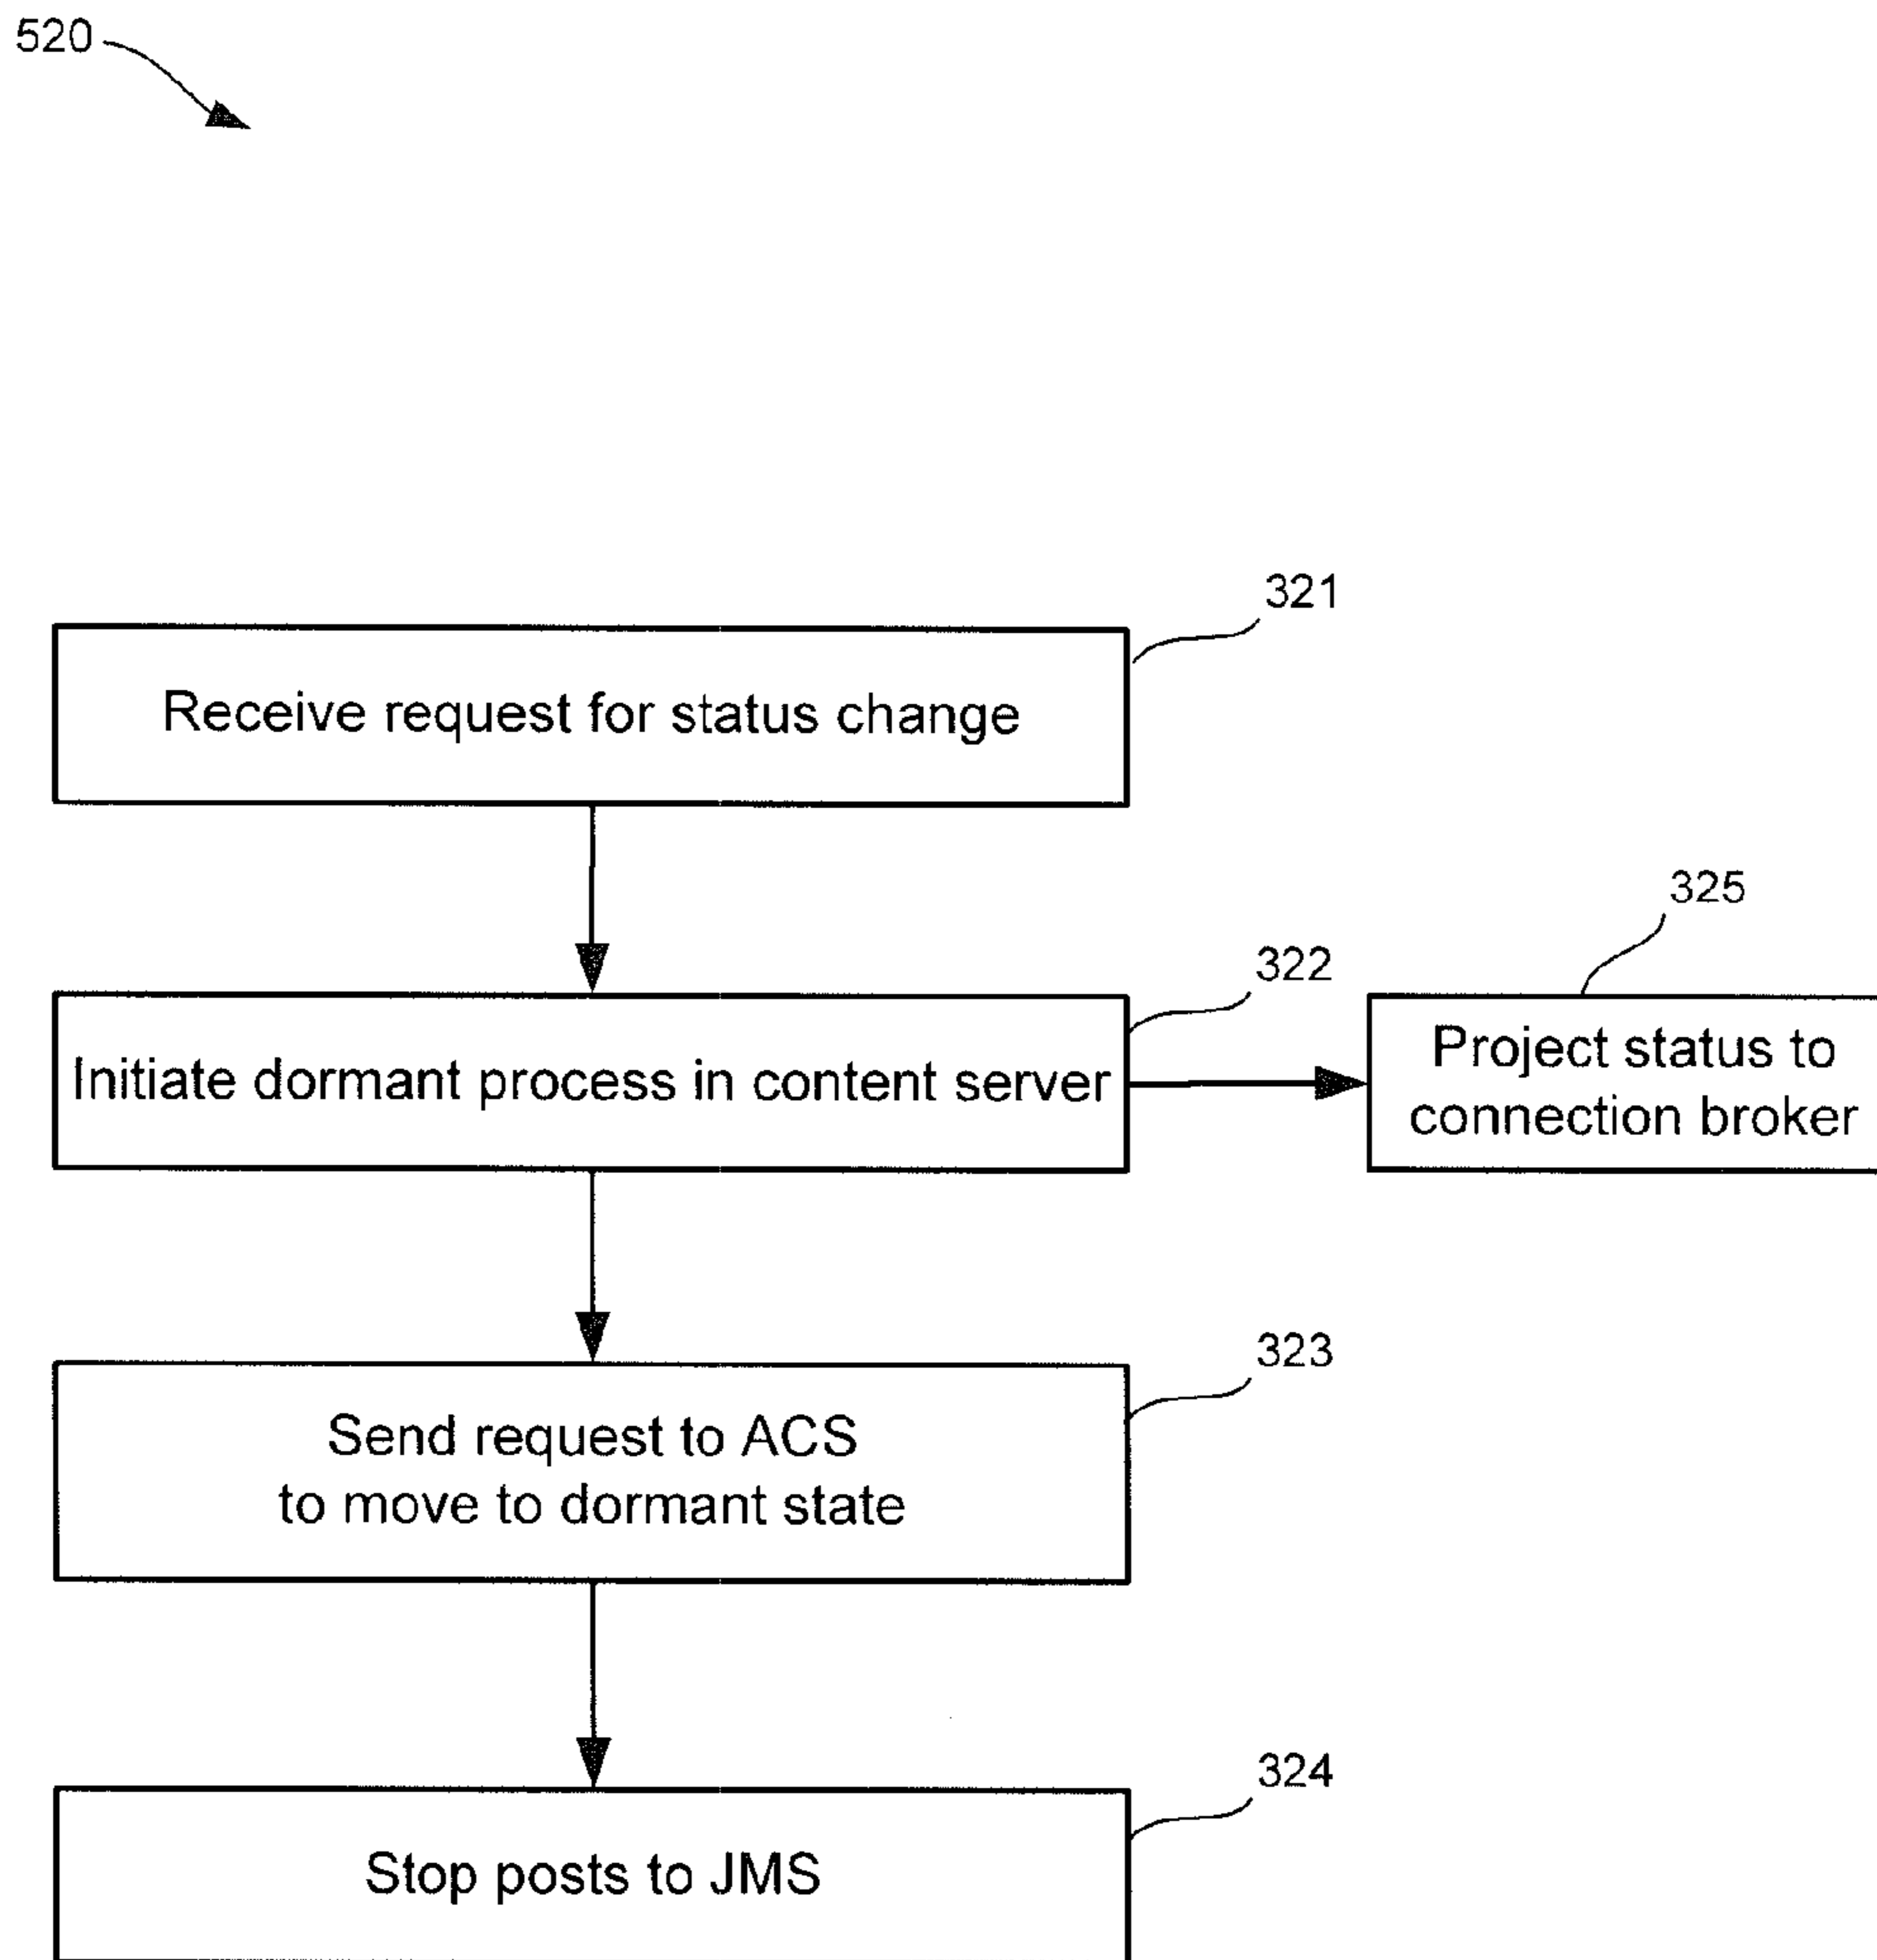 520
321
Receive request for status change
325
322
Initiate dormant process in content server
Project status to
connection broker
323
Send request to ACS
to move to dormant state
324
Stop posts to JMS